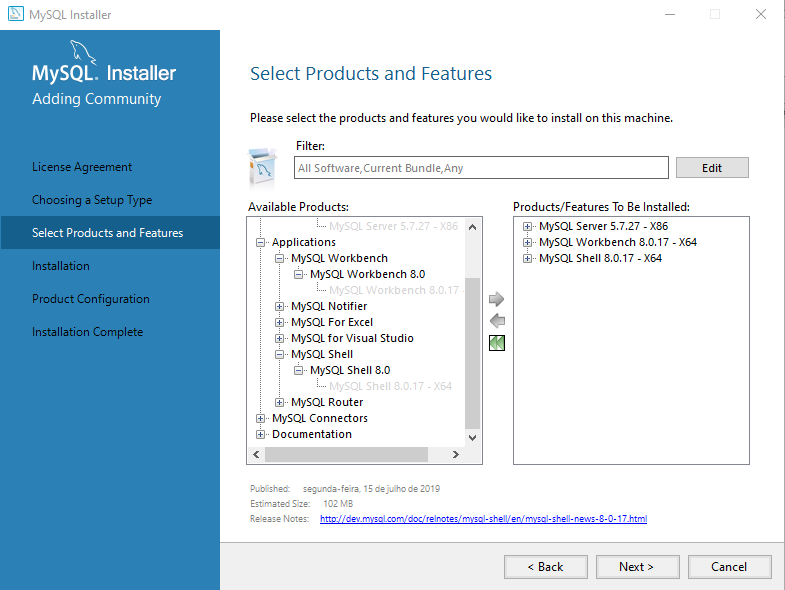 MySQL Installer
MySQL. Installer
Adding Community
License Agreement
Choosing a Setup Type
Select Products and Features
Installation
Product Configuration
Installation Complete
Select Products and Features
Please select the products and features you would like to install on this machine.
Filter:
All Software,Current Bundle,Any
Edit
Available Products:
MySQL Server 5.7.27 - X86
Applications
MySQL Workbench
MySQL Workbench 8.0
MySQL Workbench 8.0.17 -
MySQL Notifier
MySQL For Excel
MySQL for Visual Studio
MySQL Shell
MySQL Shell 8.0
MySQL Shell 8.0.17 - X64
MySQL Router
MySQL Connectors
Documentation
Products/Features To Be Installed:
MySQL Server 5.7.27 - X86
MySQL Workbench 8.0.17 - X64
MySQL Shell 8.0.17 - X64
Published: segunda-feira, 15 de julho de 2019
Estimated Size: 102 MB
Release Notes: http://dev.mysql.com/doc/relnotes/mysql-shell/en/mysql-shell-news-8-0-17.html
< Back
Next >
Cancel